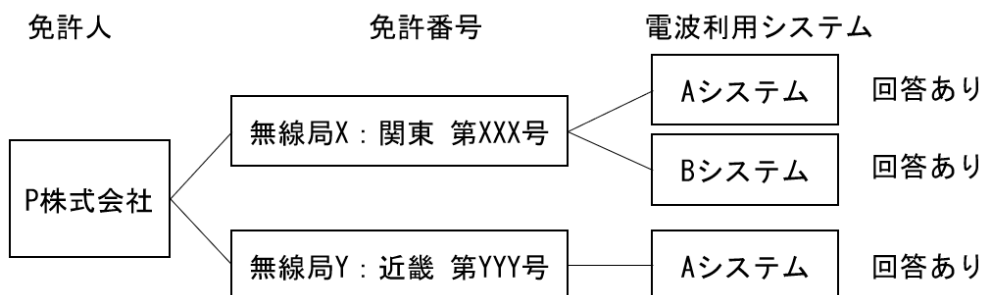 免許人 免許番号 電波利用システム
Aシステム 回答あり
無線局X：関東 第XXX号
Bシステム 回答あり
P株式会社
無線局Y：近畿 第YYY号 Aシステム 回答あり